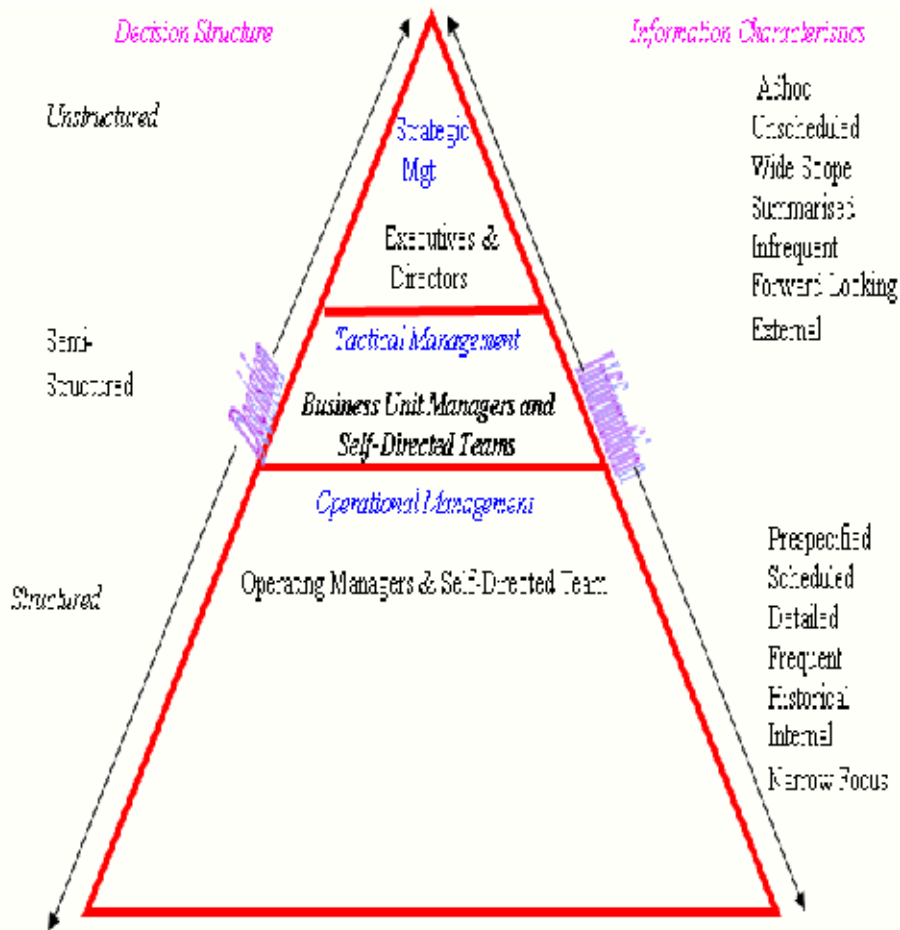 Decision Structure
Information Characteristics
Unstructured
Adhoc
Unscheduled
Wide Scope
Summarised
Infrequent
Forward Looking
External
Strategic
Mgt
Executives &
Directors
Semi-
Structured
Tactical Management
Business Unit Managers and
Self-Directed Teams
Operational Management
Operating Managers & Self-Directed Team
Structured
Prespecified
Scheduled
Detailed
Frequent
Historical
Internal
Narrow Focus